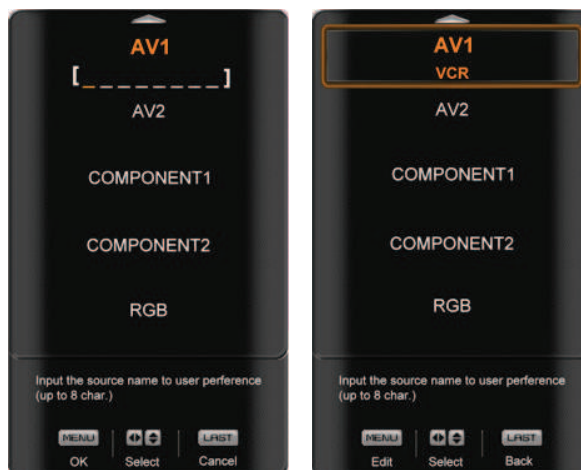 AV1
[_ _ _ _ _ _ _ _]
AV2
COMPONENT1
COMPONENT2
RGB
Input the source name to user perference
(up to 8 char.)
MENU LAST
OK Select Cancel
AV1
VCR
AV2
COMPONENT1
COMPONENT2
RGB
Input the source name to user perference
(up to 8 char.)
MENU LAST
Edit Select Back